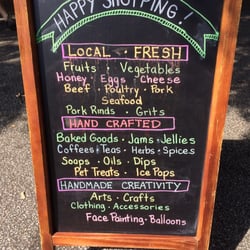 HAPPY SHOPPING!
LOCAL · FRESH
Fruits · Vegetables
Honey · Eggs · Cheese
Beef · Poultry · Pork
Seafood
Pork Rinds · Grits
HAND CRAFTED
Baked Goods · Jams · Jellies
Coffees · Teas · Herbs · Spices
Soaps · Oils · Dips
Pet Treats · Ice Pops
HANDMADE CREATIVITY
Arts · Crafts
Clothing · Accessories
Face Painting · Balloons